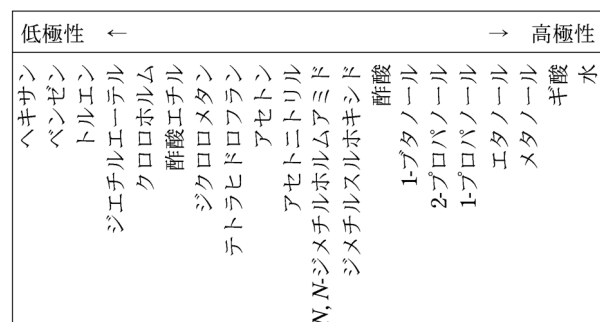 低極性 ← → 高極性
ヘキサン
ベンゼン
トルエン
ジエチルエーテル
クロロホルム
酢酸エチル
ジクロロメタン
テトラヒドロフラン
アセトン
アセトニトリル
N,N-ジメチルホルムアミド
ジメチルスルホキシド
酢酸
1-ブタノール
2-プロパノール
1-プロパノール
エタノール
メタノール
ギ酸
水